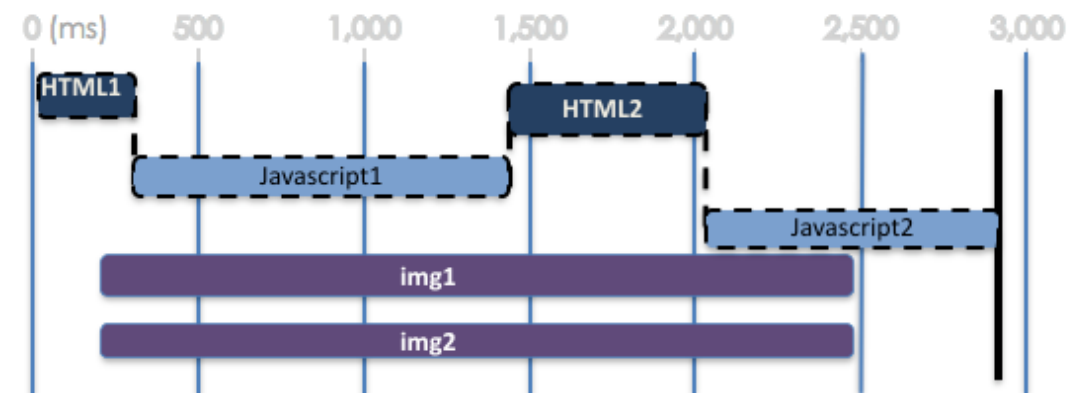 0 (ms) 500 1,000 1,500 2,000 2,500 3,000
HTML1
HTML2
Javascript1
Javascript2
img1
img2